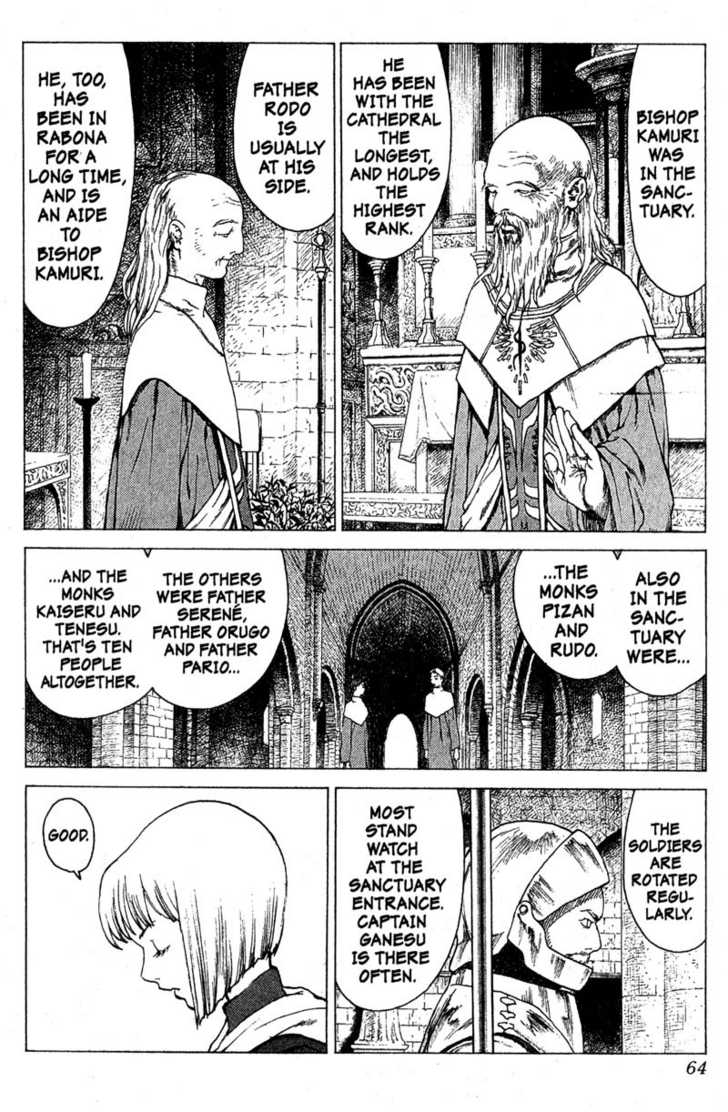 BISHOP
KAMURI
WAS
IN THE
SANC-
TUARY.
HE
HAS BEEN
WITH THE
CATHEDRAL
THE
LONGEST,
AND HOLDS
THE
HIGHEST
RANK.
FATHER
RODO
IS
USUALLY
AT HIS
SIDE.
HE, TOO,
HAS
BEEN IN
RABONA
FOR A
LONG TIME,
AND IS
AN AIDE
TO
BISHOP
KAMURI.
ALSO
IN THE
SANC-
TUARY
WERE...
...THE
MONKS
PIZAN
AND
RUDO.
THE OTHERS
WERE FATHER
SERENÉ,
FATHER ORUGO
AND FATHER
PARIO...
...AND THE
MONKS
KAISERU AND
TENESU.
THAT'S TEN
PEOPLE
ALTOGETHER.
THE
SOLDIERS
ARE
ROTATED
REGU-
LARLY.
MOST
STAND
WATCH
AT THE
SANCTUARY
ENTRANCE.
CAPTAIN
GANESU
IS THERE
OFTEN.
GOOD.
64